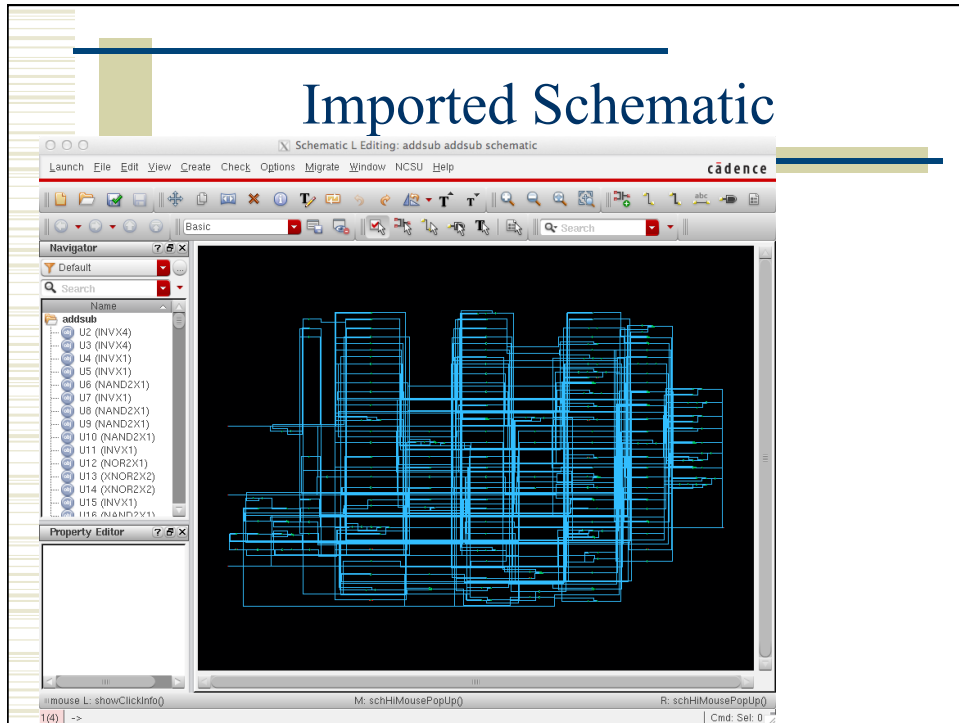 Imported Schematic
Schematic L Editing: addsub addsub schematic
Launch File Edit View Create Check Options Migrate Window NCSU Help
cādence
abc
Basic
Search
Navigator
Default
Search
Name
addsub
U2 (INVX4)
U3 (INVX4)
U4 (INVX1)
U5 (INVX1)
U6 (NAND2X1)
U7 (INVX1)
U8 (NAND2X1)
U9 (NAND2X1)
U10 (NAND2X1)
U11 (INVX1)
U12 (NOR2X1)
U13 (XNOR2X2)
U14 (XNOR2X2)
U15 (INVX1)
U16 (NAND2X1)
Property Editor
mouse L: showClickInfo() M: schHiMousePopUp() R: schHiMousePopUp()
1(4) -> Cmd: Sel: 0